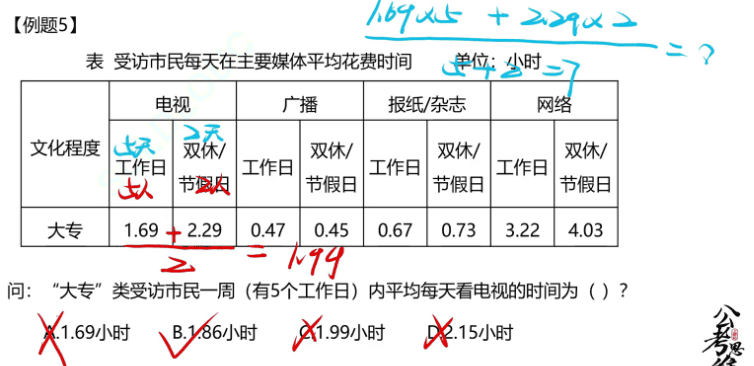 【例题5】
1.69×5 + 2.29×2
5+2=7
= ?
表 受访市民每天在主要媒体平均花费时间 单位：小时
文化程度 电视 广播 报纸/杂志 网络
5天 2天
工作日 双休/节假日 工作日 双休/节假日 工作日 双休/节假日 工作日 双休/节假日
5人 2人
大专 1.69 + 2.29 0.47 0.45 0.67 0.73 3.22 4.03
2 = 1.99
问：“大专”类受访市民一周（有5个工作日）内平均每天看电视的时间为（ ）？
A.1.69小时 B.1.86小时 C.1.99小时 D.2.15小时
公考思